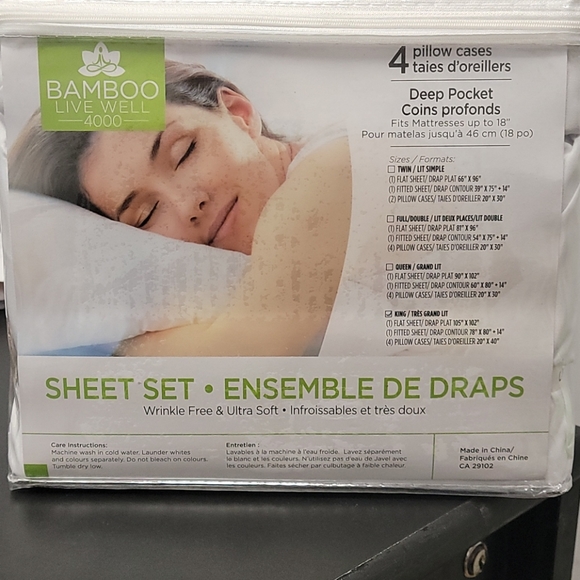 BAMBOO
LIVE WELL
4000
4 pillow cases
taies d'oreillers
Deep Pocket
Coins profonds
Fits Mattresses up to 18"
Pour matelas jusqu'à 46 cm (18 po)
Sizes / Formats:
TWIN / LIT SIMPLE
(1) FLAT SHEET/ DRAP PLAT 66" X 96"
(1) FITTED SHEET/ DRAP CONTOUR 39" X 75" + 14"
(2) PILLOW CASES/ TAIES D'OREILLER 20" X 30"
FULL/DOUBLE / LIT DEUX PLACES/LIT DOUBLE
(1) FLAT SHEET/ DRAP PLAT 81" X 96"
(1) FITTED SHEET/ DRAP CONTOUR 54" X 75" + 14"
(4) PILLOW CASES/ TAIES D'OREILLER 20" X 30"
QUEEN / GRAND LIT
(1) FLAT SHEET/ DRAP PLAT 90" X 102"
(1) FITTED SHEET/ DRAP CONTOUR 60" X 80" + 14"
(4) PILLOW CASES/ TAIES D'OREILLER 20" X 30"
KING / TRÈS GRAND LIT
(1) FLAT SHEET/ DRAP PLAT 105" X 102"
(1) FITTED SHEET/ DRAP CONTOUR 78" X 80" + 14"
(4) PILLOW CASES/ TAIES D'OREILLER 20" X 40"
SHEET SET • ENSEMBLE DE DRAPS
Wrinkle Free & Ultra Soft • Infroissables et très doux
Care Instructions:
Machine wash in cold water. Launder whites
and colours separately. Do not bleach on colours.
Tumble dry low.
Entretien :
Lavables à la machine à l'eau froide. Lavez séparément
le blanc et les couleurs. N'utilisez pas d'eau de Javel avec
les couleurs. Faites sécher par culbutage à faible chaleur.
Made in China/
Fabriqués en Chine
CA 29102